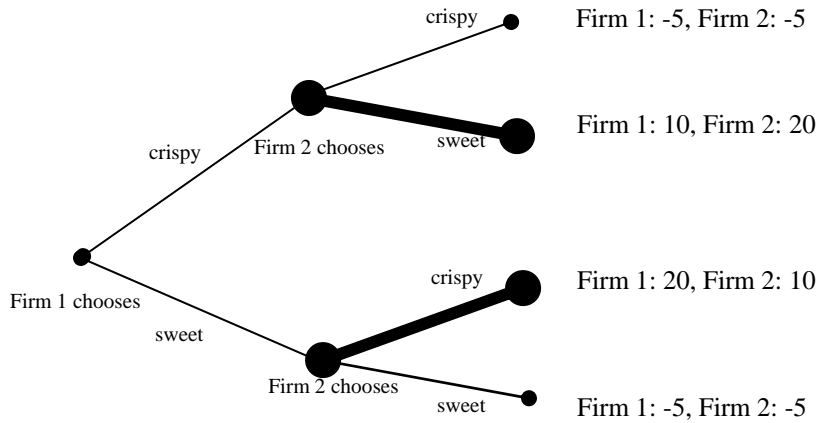 crispy
Firm 1: -5, Firm 2: -5
Firm 1: 10, Firm 2: 20
sweet
Firm 2 chooses
crispy
Firm 1 chooses
sweet
crispy
Firm 1: 20, Firm 2: 10
Firm 2 chooses
sweet
Firm 1: -5, Firm 2: -5